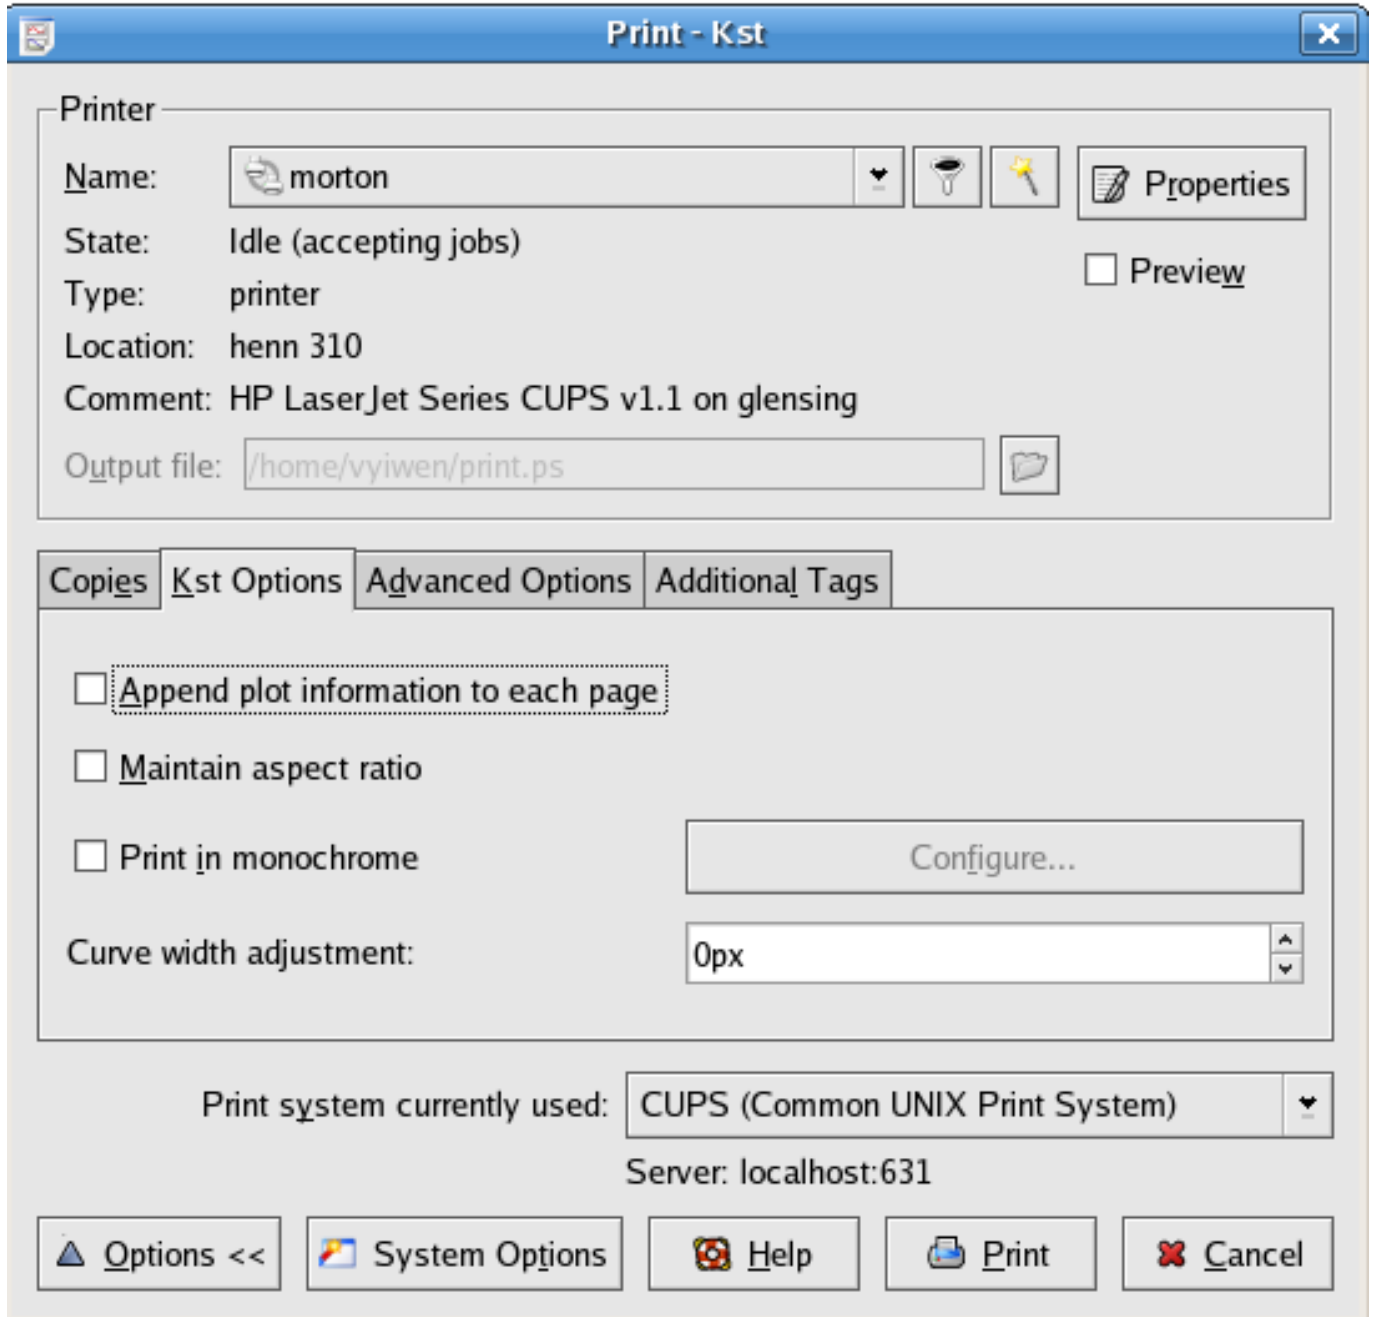 Print - Kst
Printer
Name: morton
Properties
State: Idle (accepting jobs)
Preview
Type: printer
Location: henn 310
Comment: HP LaserJet Series CUPS v1.1 on glensing
Output file: /home/vyiwen/print.ps
Copies Kst Options Advanced Options Additional Tags
Append plot information to each page
Maintain aspect ratio
Print in monochrome Configure...
Curve width adjustment: 0px
Print system currently used: CUPS (Common UNIX Print System)
Server: localhost:631
Options << System Options Help Print Cancel